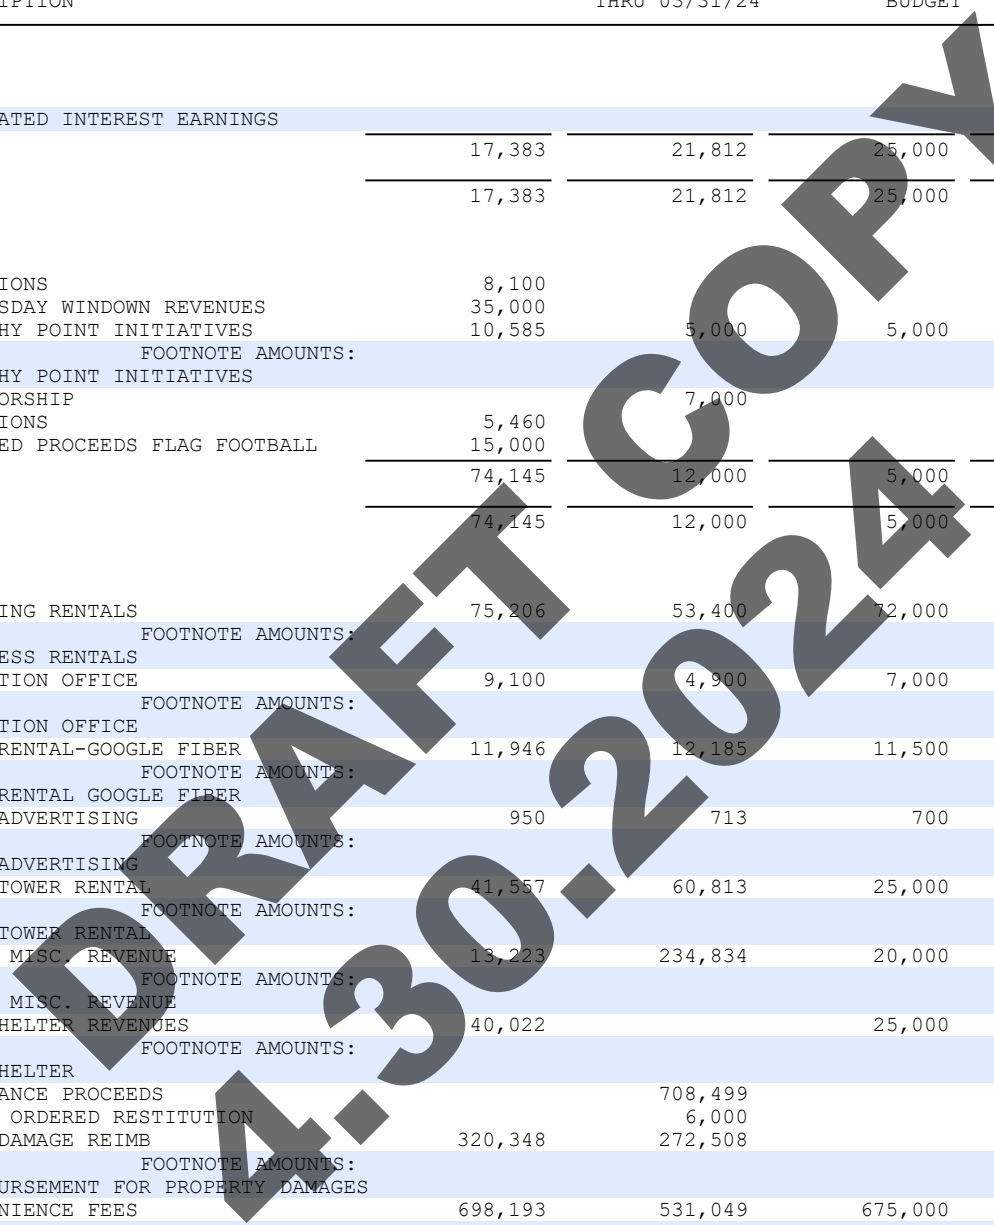 IPTION THRU 03/31/24 BUDGET
ATED INTEREST EARNINGS
17,383 21,812 25,000
17,383 21,812 25,000
IONS 8,100
SDAY WINDOWN REVENUES 35,000
HY POINT INITIATIVES 10,585 5,000 5,000
FOOTNOTE AMOUNTS:
HY POINT INITIATIVES
ORSHIP 7,000
IONS 5,460
ED PROCEEDS FLAG FOOTBALL 15,000
74,145 12,000 5,000
74,145 12,000 5,000
ING RENTALS 75,206 53,400 72,000
FOOTNOTE AMOUNTS:
ESS RENTALS
TION OFFICE 9,100 4,900 7,000
FOOTNOTE AMOUNTS:
TION OFFICE
RENTAL-GOOGLE FIBER 11,946 12,185 11,500
FOOTNOTE AMOUNTS:
RENTAL GOOGLE FIBER
ADVERTISING 950 713 700
FOOTNOTE AMOUNTS:
ADVERTISING
TOWER RENTAL 41,557 60,813 25,000
FOOTNOTE AMOUNTS:
TOWER RENTAL
MISC. REVENUE 13,223 234,834 20,000
FOOTNOTE AMOUNTS:
MISC. REVENUE
HELTER REVENUES 40,022 25,000
FOOTNOTE AMOUNTS:
HELTER
ANCE PROCEEDS 708,499
ORDERED RESTITUTION 6,000
DAMAGE REIMB 320,348 272,508
FOOTNOTE AMOUNTS:
URSEMENT FOR PROPERTY DAMAGES
NIENCE FEES 698,193 531,049 675,000
DRAFT COPY
4.30.2024